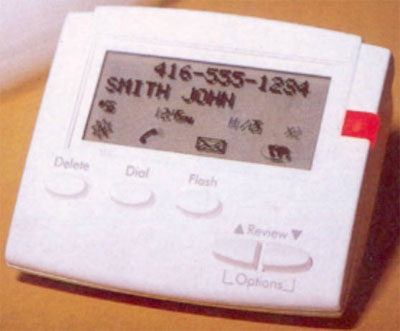 416-555-1234
SMITH JOHN
Delete Dial Flash
▲ Review ▼
Options